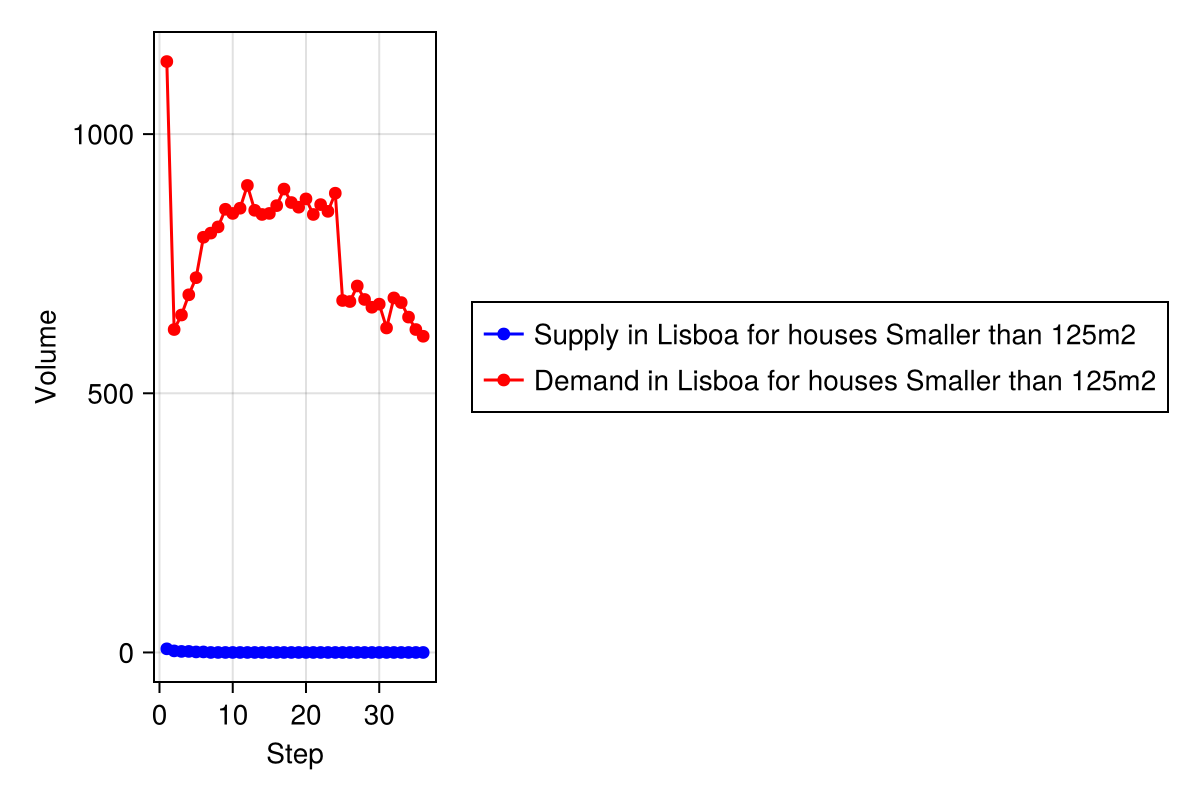 Volume
1000
500
0
0 10 20 30
Step
Supply in Lisboa for houses Smaller than 125m2
Demand in Lisboa for houses Smaller than 125m2